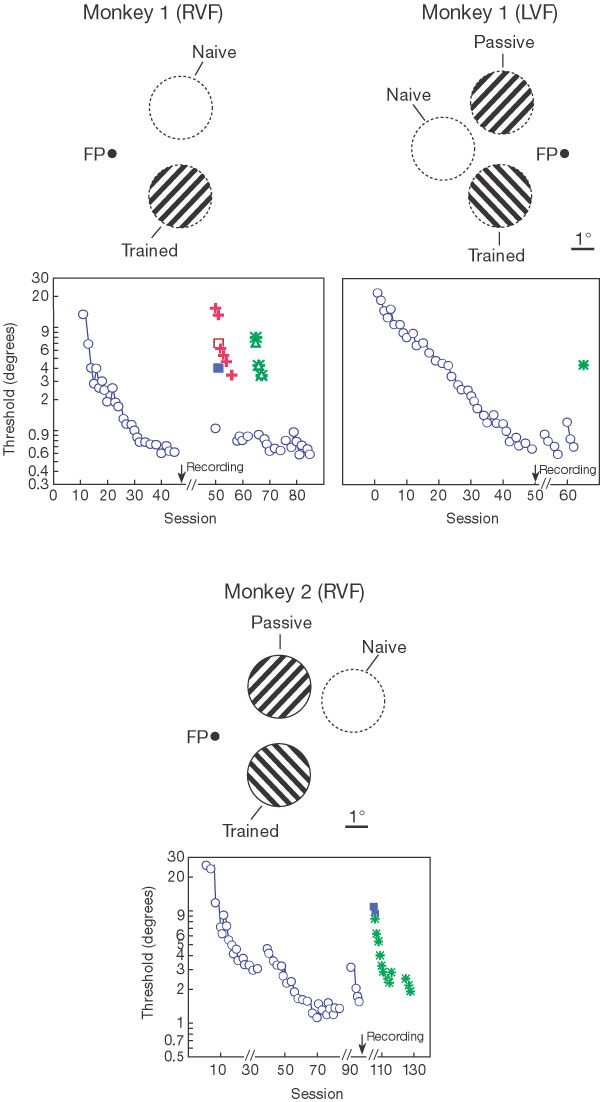 Monkey 1 (RVF)
Naive
FP
Trained
Monkey 1 (LVF)
Passive
Naive
FP
Trained
1°
Threshold (degrees)
30
20
9
6
4
3
2
0.9
0.6
0.4
0.3
0 10 20 30 40 50 60 70 80
Recording
Session
0 10 20 30 40 50 60
Recording
Session
Monkey 2 (RVF)
Passive
Naive
FP
Trained
1°
Threshold (degrees)
30
20
9
6
5
4
3
2
1
0.7
0.5
10 30 50 70 90 110 130
Recording
Session